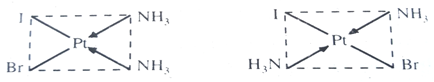 I NH₃ I NH₃
Pt Pt
Br NH₃ H₃N Br